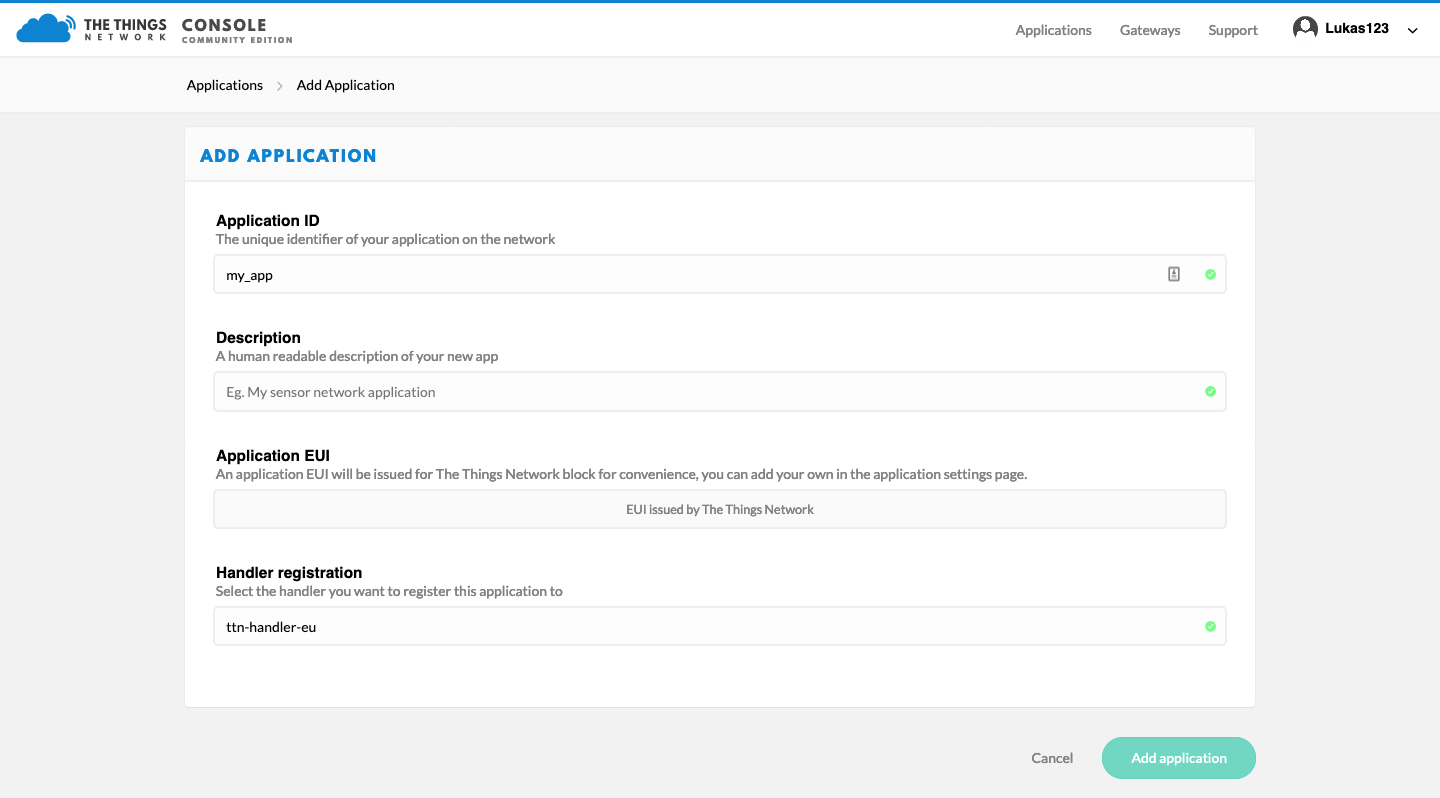 THE THINGS
NETWORK
CONSOLE
COMMUNITY EDITION
Applications
Gateways
Support
Lukas123
Applications
Add Application
ADD APPLICATION
Application ID
The unique identifier of your application on the network
my_app
Description
A human readable description of your new app
Eg. My sensor network application
Application EUI
An application EUI will be issued for The Things Network block for convenience, you can add your own in the application settings page.
EUI issued by The Things Network
Handler registration
Select the handler you want to register this application to
ttn-handler-eu
Cancel
Add application